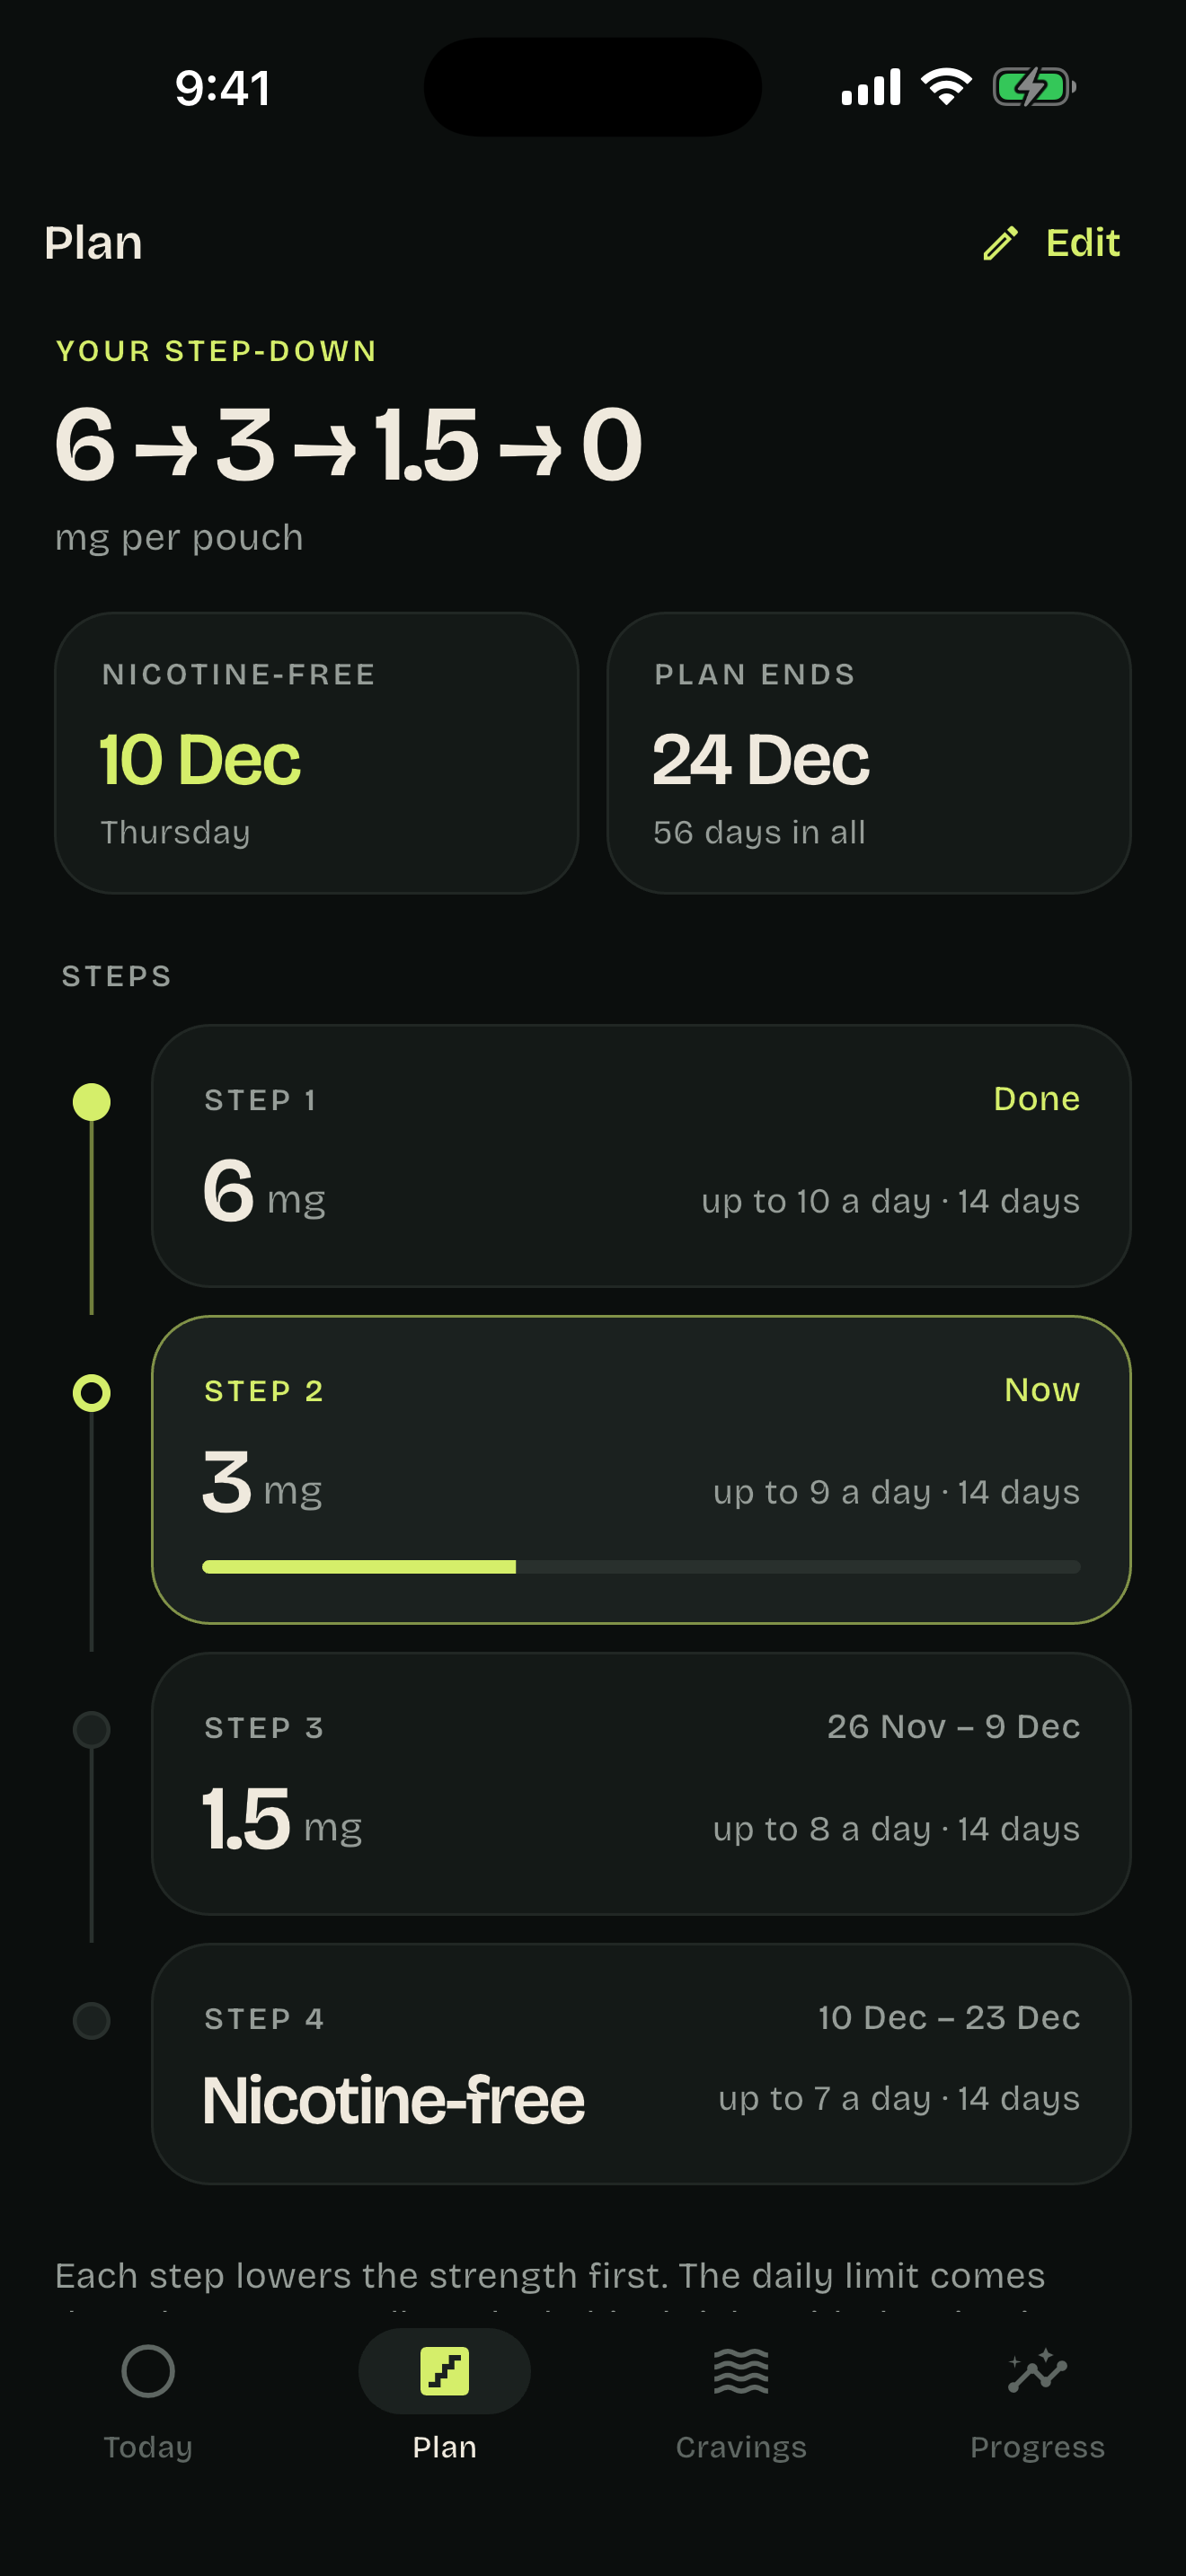 9:41
Plan
Edit
YOUR STEP-DOWN
6 → 3 → 1.5 → 0
mg per pouch
NICOTINE-FREE
10 Dec
Thursday
PLAN ENDS
24 Dec
56 days in all
STEPS
STEP 1
Done
6 mg
up to 10 a day · 14 days
STEP 2
Now
3 mg
up to 9 a day · 14 days
STEP 3
26 Nov – 9 Dec
1.5 mg
up to 8 a day · 14 days
STEP 4
10 Dec – 23 Dec
Nicotine-free
up to 7 a day · 14 days
Each step lowers the strength first. The daily limit comes
Today
Plan
Cravings
Progress